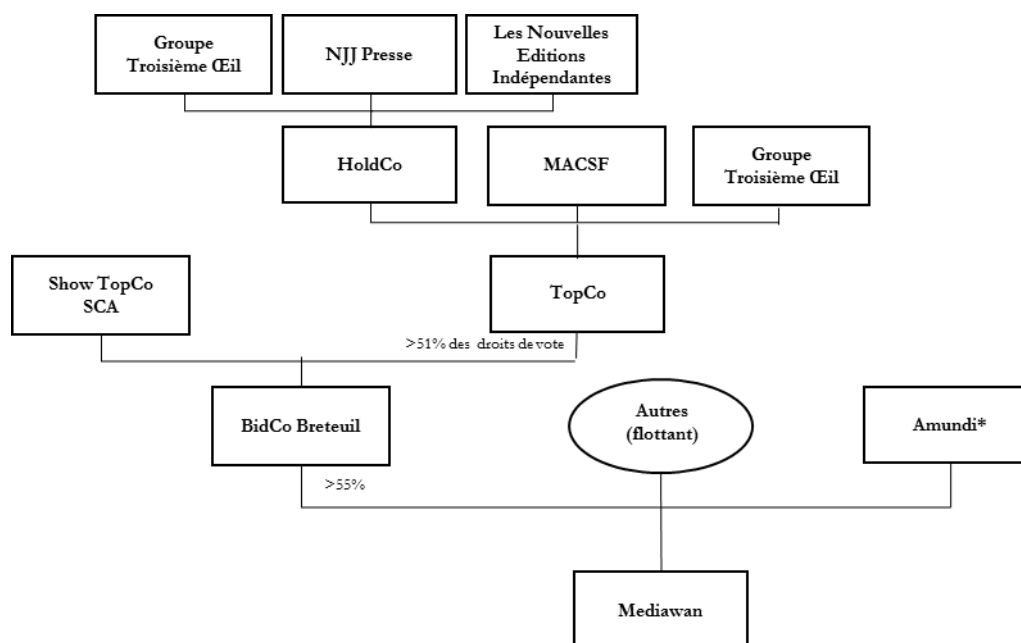 Groupe
Troisième Œil
NJJ Presse
Les Nouvelles
Editions
Indépendantes
HoldCo
MACSF
Groupe
Troisième Œil
Show TopCo
SCA
TopCo
>51% des droits de vote
BidCo Breteuil
Autres
(flottant)
Amundi*
>55%
Mediawan